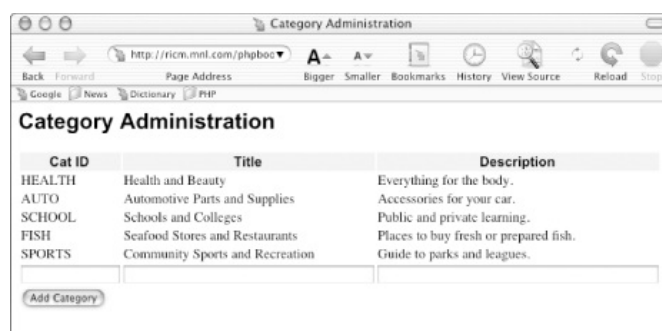 Category Administration
http://ricm.mnl.com/phpboc
A A
Back Forward Page Address Bigger Smaller Bookmarks History View Source Reload Stop
Google News Dictionary PHP
Category Administration
Cat ID Title Description
HEALTH Health and Beauty Everything for the body.
AUTO Automotive Parts and Supplies Accessories for your car.
SCHOOL Schools and Colleges Public and private learning.
FISH Seafood Stores and Restaurants Places to buy fresh or prepared fish.
SPORTS Community Sports and Recreation Guide to parks and leagues.
Add Category